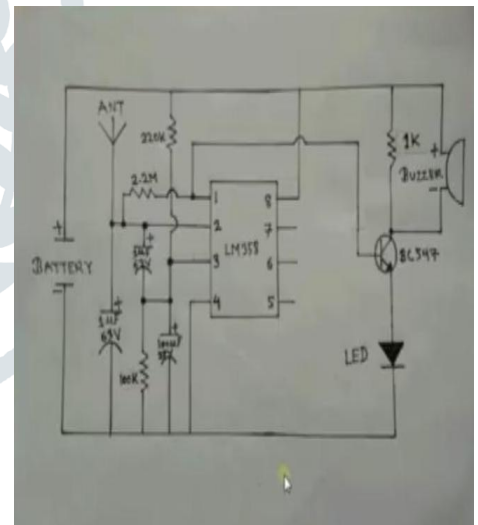 ANT
220K
2.2M
1K
+
BUZZER
-
1 8
2 7
3 6
4 5
LM358
+
BATTERY
-
BC547
LED
100K